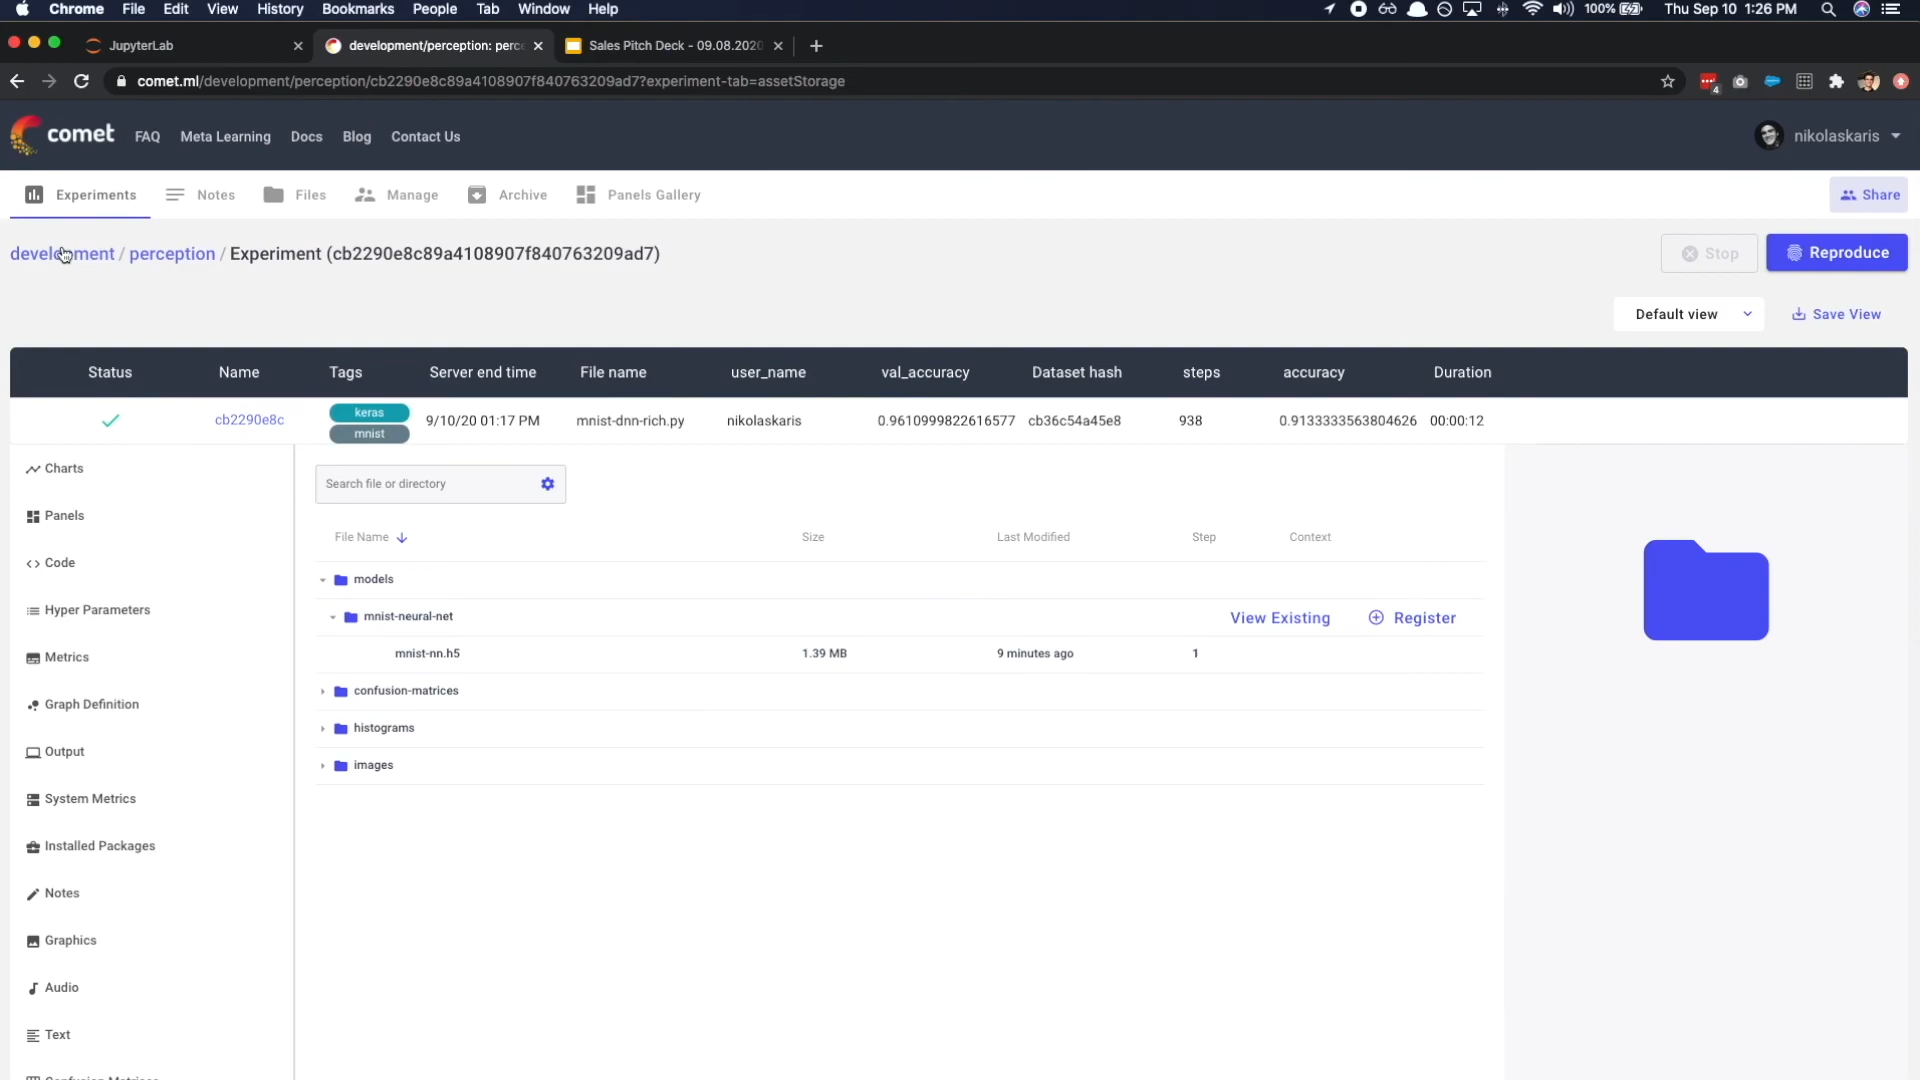 Chrome File Edit View History Bookmarks People Tab Window Help 100% Thu Sep 10 1:26 PM
JupyterLab development/perception: perc Sales Pitch Deck - 09.08.2020
comet.ml/development/perception/cb2290e8c89a4108907f840763209ad7?experiment-tab=assetStorage 4
comet FAQ Meta Learning Docs Blog Contact Us nikolaskaris
Experiments Notes Files Manage Archive Panels Gallery Share
development / perception / Experiment (cb2290e8c89a4108907f840763209ad7) Stop Reproduce
Default view Save View
Status Name Tags Server end time File name user_name val_accuracy Dataset hash steps accuracy Duration
keras
cb2290e8c 9/10/20 01:17 PM mnist-dnn-rich.py nikolaskaris 0.9610999822616577 cb36c54a45e8 938 0.9133333563804626 00:00:12
mnist
Charts
Search file or directory
Panels
File Name Size Last Modified Step Context
Code
models
Hyper Parameters
mnist-neural-net View Existing Register
Metrics
mnist-nn.h5 1.39 MB 9 minutes ago 1
confusion-matrices
Graph Definition
histograms
Output
images
System Metrics
Installed Packages
Notes
Graphics
Audio
Text
Confusion Matrices